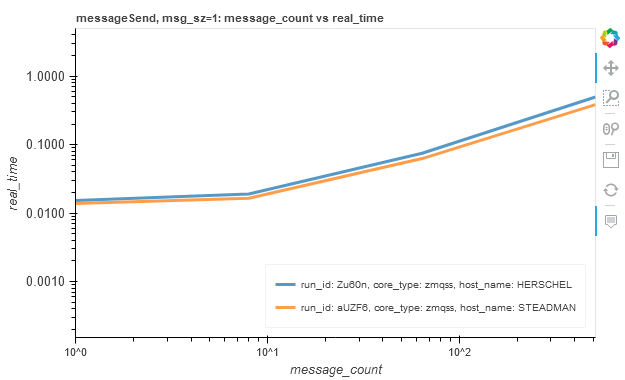 messageSend, msg_sz=1: message_count vs real_time
1.0000
0.1000
0.0100
0.0010
real_time
run_id: Zu60n, core_type: zmqss, host_name: HERSCHEL
run_id: aUZF6, core_type: zmqss, host_name: STEADMAN
10^0
10^1
10^2
message_count